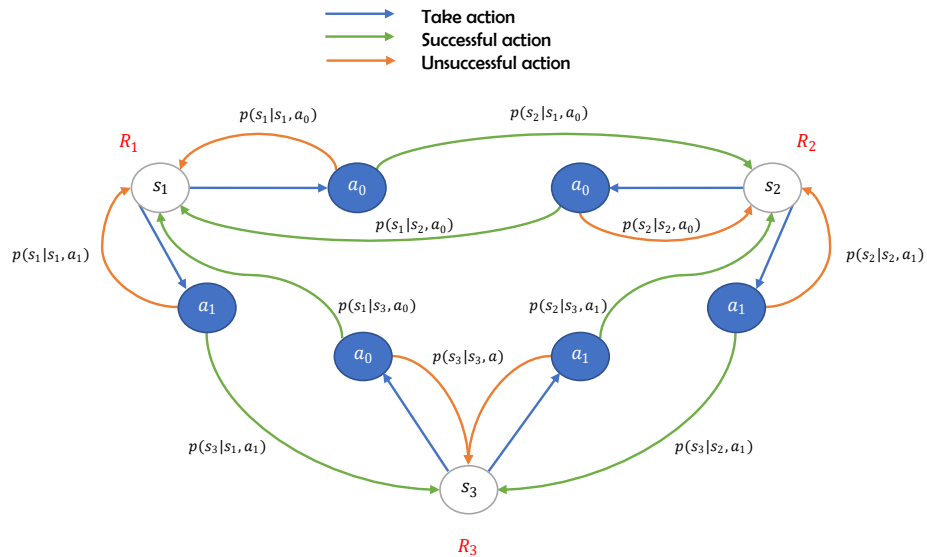 Take action
Successful action
Unsuccessful action
p(s₁|s₁, a₀)
p(s₂|s₁, a₀)
R₁
R₂
s₁
a₀
a₀
s₂
p(s₁|s₂, a₀)
p(s₂|s₂, a₀)
p(s₁|s₁, a₁)
p(s₂|s₂, a₁)
a₁
p(s₁|s₃, a₀)
p(s₂|s₃, a₁)
a₁
a₀
p(s₃|s₃, a)
a₁
p(s₃|s₁, a₁)
p(s₃|s₂, a₁)
s₃
R₃